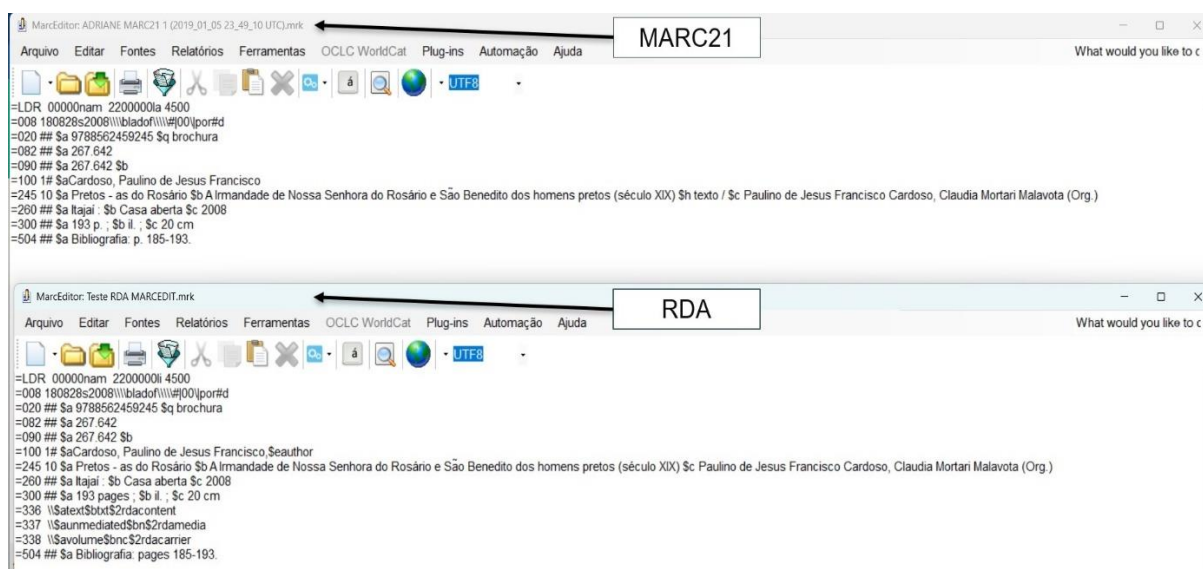 MarcEditor: ADRIANE MARC21 1 (2019_01_05 23_49_10 UTC).mrk
MARC21
Arquivo Editar Fontes Relatórios Ferramentas OCLC WorldCat Plug-ins Automação Ajuda What would you like to c
á UTF8
=LDR 00000nam 2200000la 4500
=008 180828s2008\\\\bladof\\\\\#|00\|por#d
=020 ## $a 9788562459245 $q brochura
=082 ## $a 267.642
=090 ## $a 267.642 $b
=100 1# $aCardoso, Paulino de Jesus Francisco
=245 10 $a Pretos - as do Rosário $b A Irmandade de Nossa Senhora do Rosário e São Benedito dos homens pretos (século XIX) $h texto / $c Paulino de Jesus Francisco Cardoso, Claudia Mortari Malavota (Org.)
=260 ## $a Itajaí : $b Casa aberta $c 2008
=300 ## $a 193 p. ; $b il. ; $c 20 cm
=504 ## $a Bibliografia: p. 185-193.
MarcEditor: Teste RDA MARCEDIT.mrk
RDA
Arquivo Editar Fontes Relatórios Ferramentas OCLC WorldCat Plug-ins Automação Ajuda What would you like to c
á UTF8
=LDR 00000nam 2200000li 4500
=008 180828s2008\\\\bladof\\\\\#|00\|por#d
=020 ## $a 9788562459245 $q brochura
=082 ## $a 267.642
=090 ## $a 267.642 $b
=100 1# $aCardoso, Paulino de Jesus Francisco,$eauthor
=245 10 $a Pretos - as do Rosário $b A Irmandade de Nossa Senhora do Rosário e São Benedito dos homens pretos (século XIX) $c Paulino de Jesus Francisco Cardoso, Claudia Mortari Malavota (Org.)
=260 ## $a Itajaí : $b Casa aberta $c 2008
=300 ## $a 193 pages ; $b il. ; $c 20 cm
=336 \\$atext$btxt$2rdacontent
=337 \\$aunmediated$bn$2rdamedia
=338 \\$avolume$bnc$2rdacarrier
=504 ## $a Bibliografia: pages 185-193.